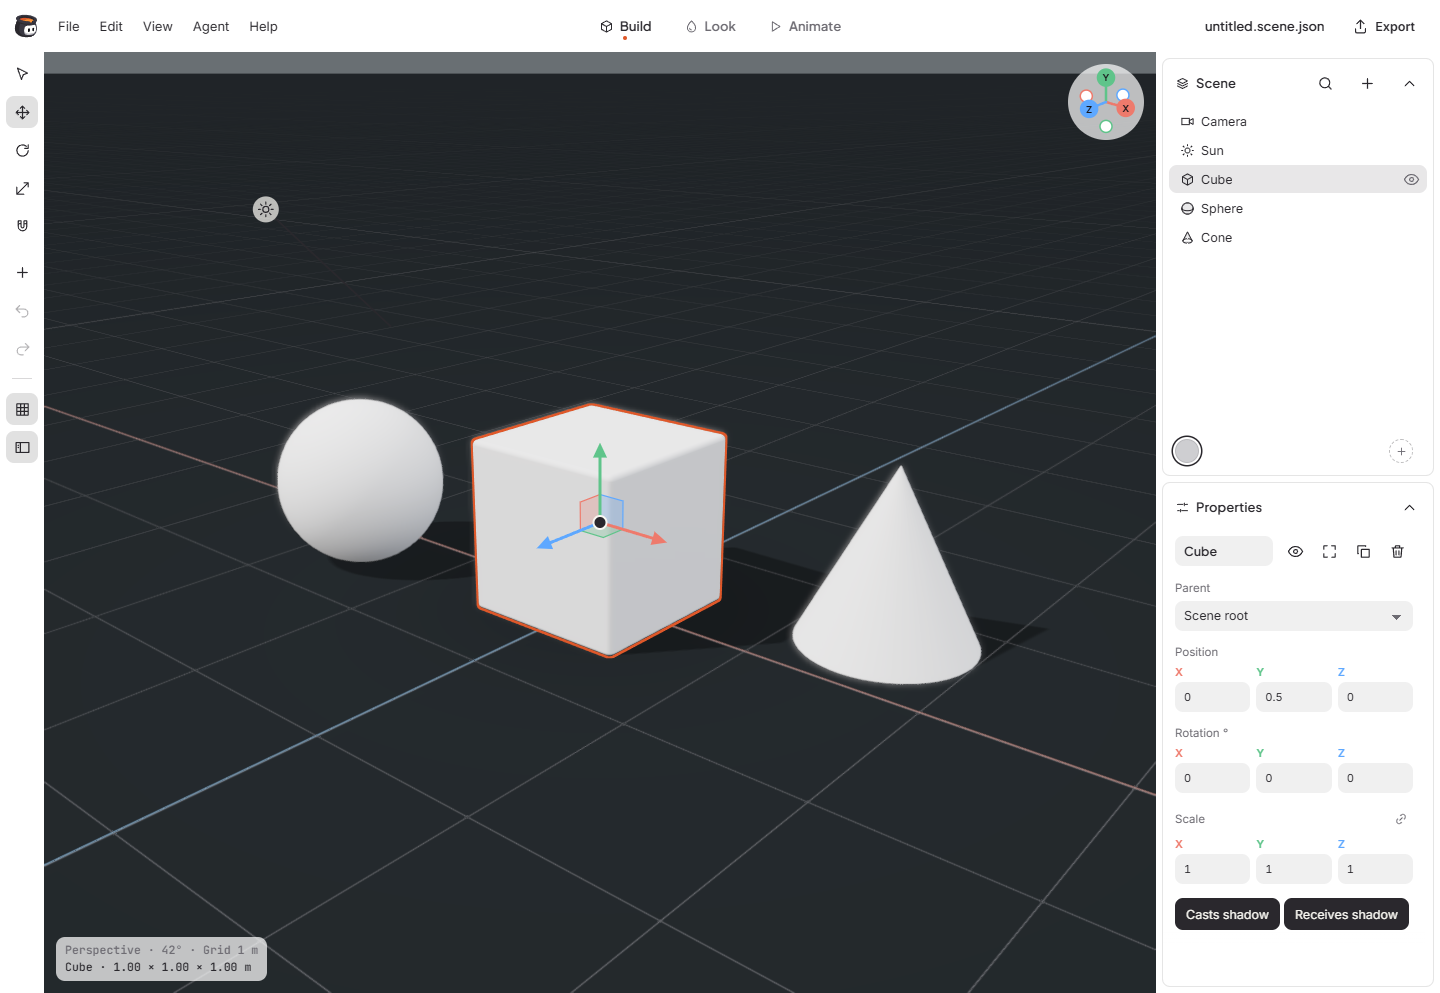 File Edit View Agent Help
Build Look Animate
untitled.scene.json Export
Y
Z X
Scene
Camera
Sun
Cube
Sphere
Cone
Properties
Cube
Parent
Scene root
Position
X Y Z
0 0.5 0
Rotation °
X Y Z
0 0 0
Scale
X Y Z
1 1 1
Casts shadow Receives shadow
Perspective · 42° · Grid 1 m
Cube · 1.00 × 1.00 × 1.00 m